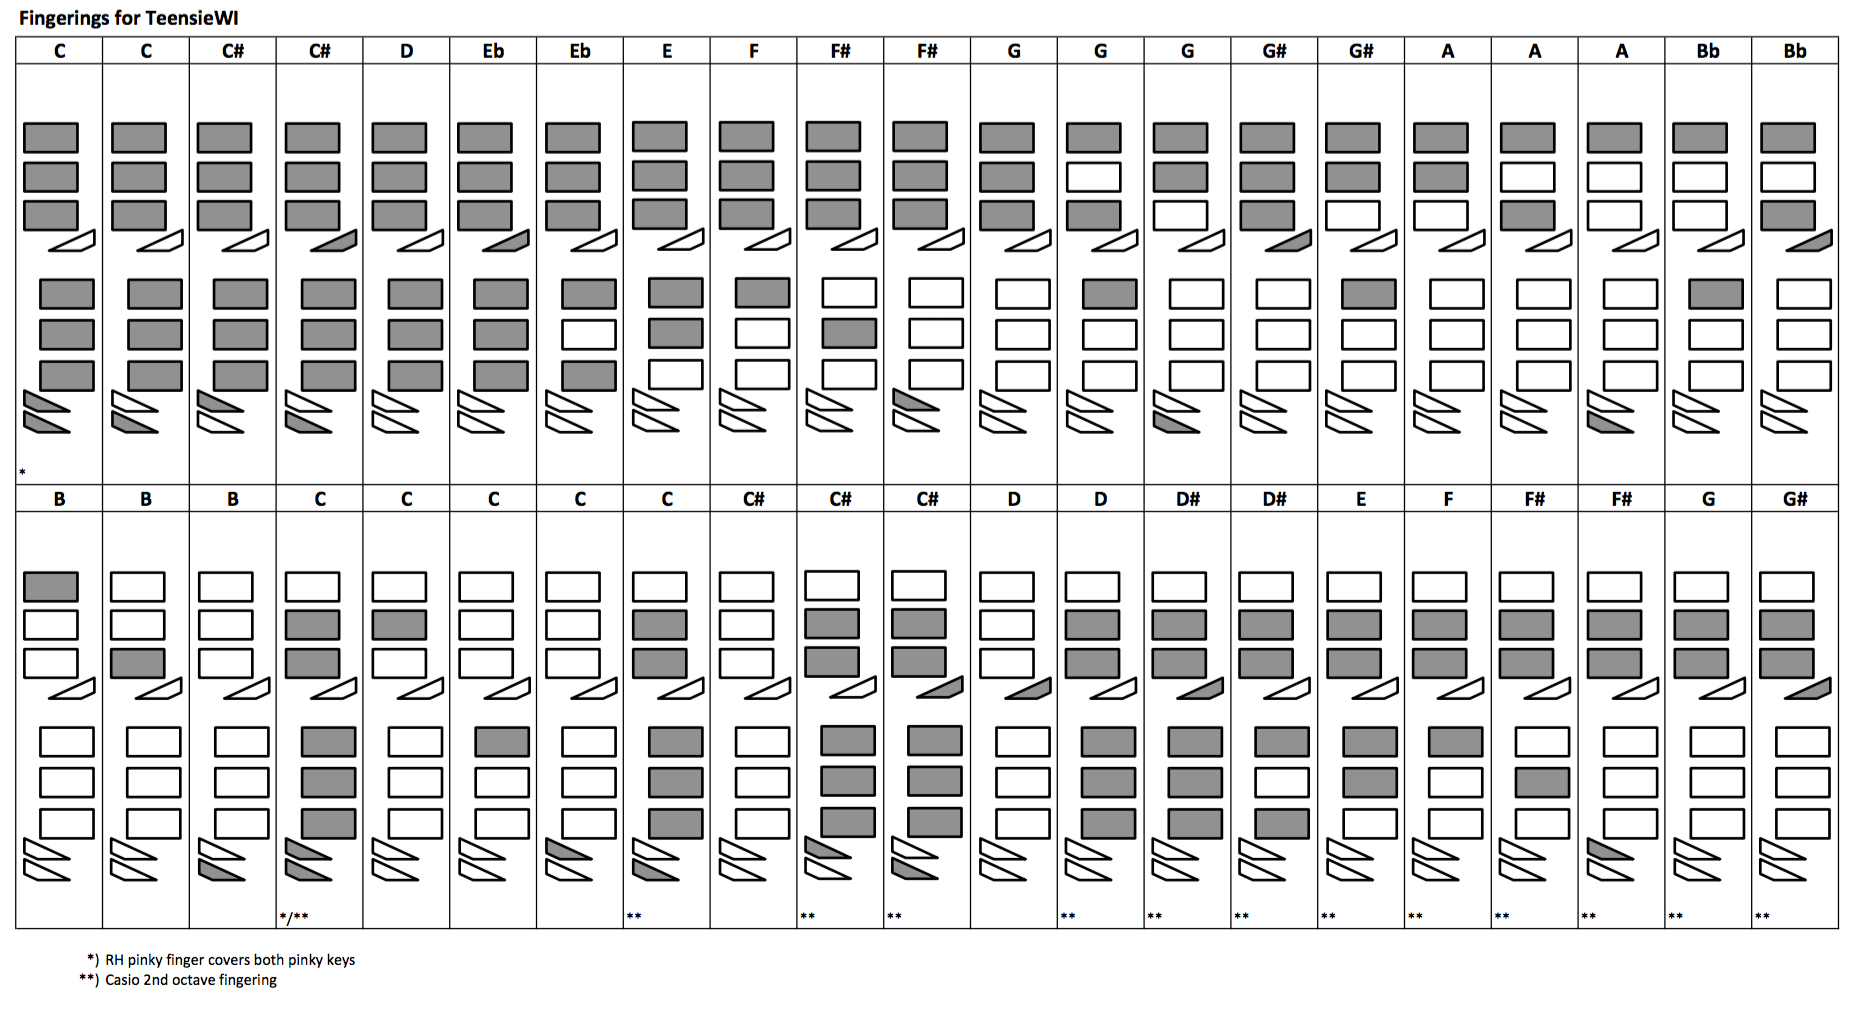 Fingerings for TeensieWI
C C C# C# D Eb Eb E F F# F# G G G G# G# A A A Bb Bb
*
B B B C C C C C C# C# C# D D D# D# E F F# F# G G#
*/** ** ** ** ** ** ** ** ** ** ** ** **
*) RH pinky finger covers both pinky keys
**) Casio 2nd octave fingering